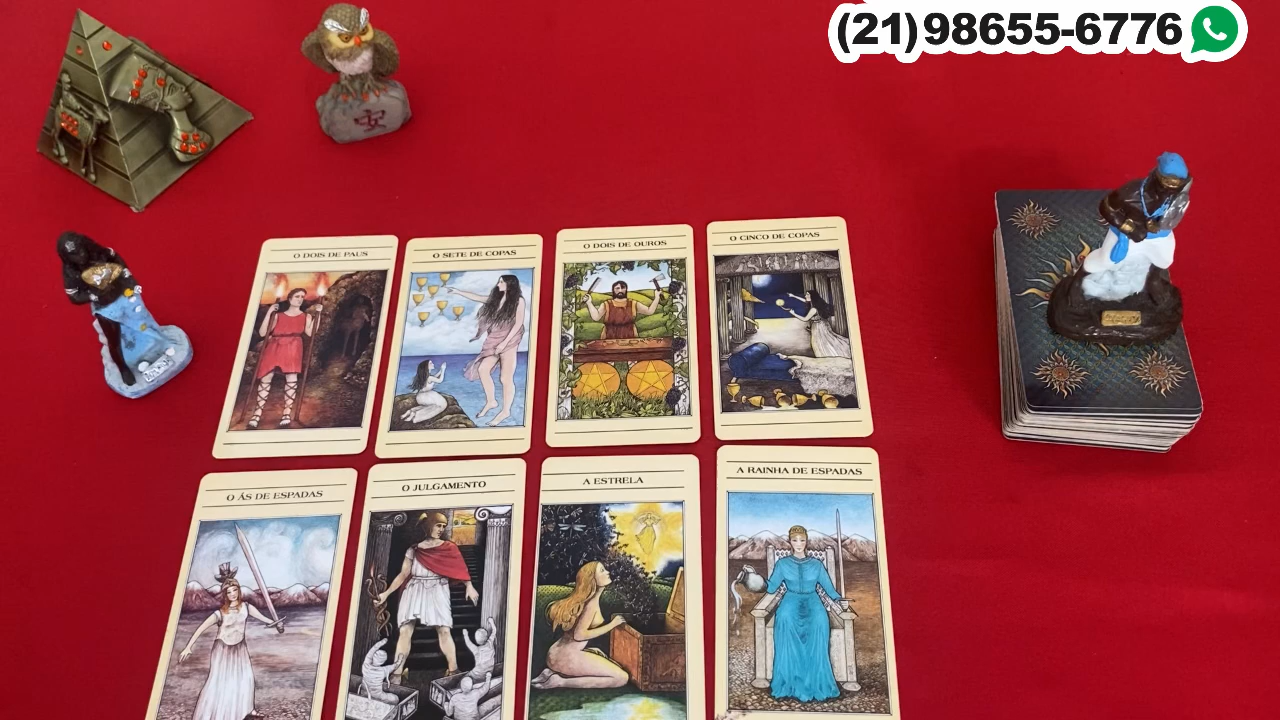 (21)98655-6776
安
O DOIS DE PAUS
O SETE DE COPAS
O DOIS DE OUROS
O CINCO DE COPAS
O ÁS DE ESPADAS
O JULGAMENTO
A ESTRELA
A RAINHA DE ESPADAS